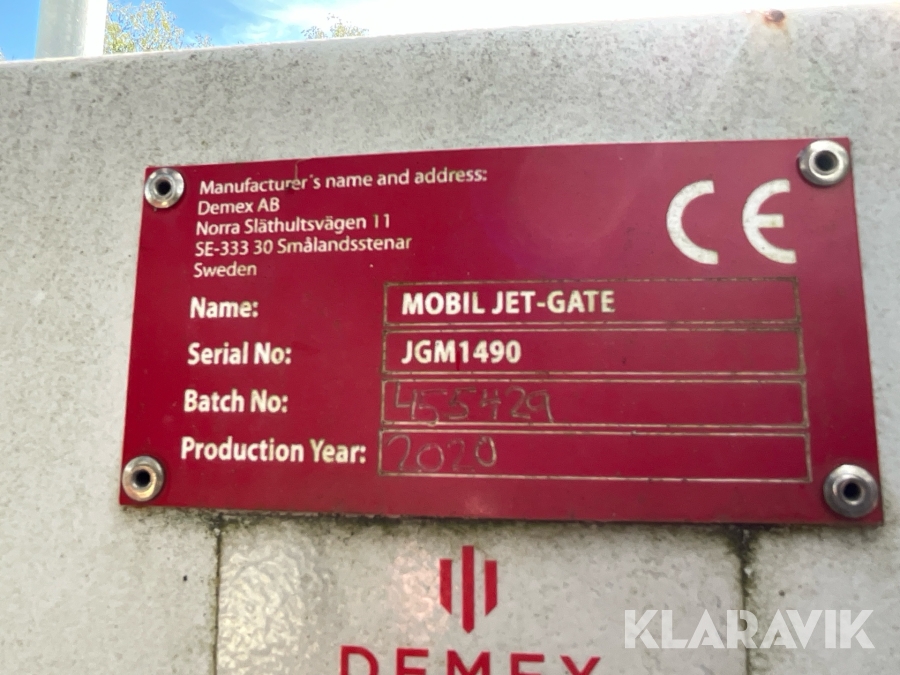 Manufacturer's name and address:
Demex AB
Norra Släthultsvägen 11
SE-333 30 Smålandsstenar
Sweden
CE
Name: MOBIL JET-GATE
Serial No: JGM1490
Batch No: 455429
Production Year: 2020
DEMEX
KLARAVIK